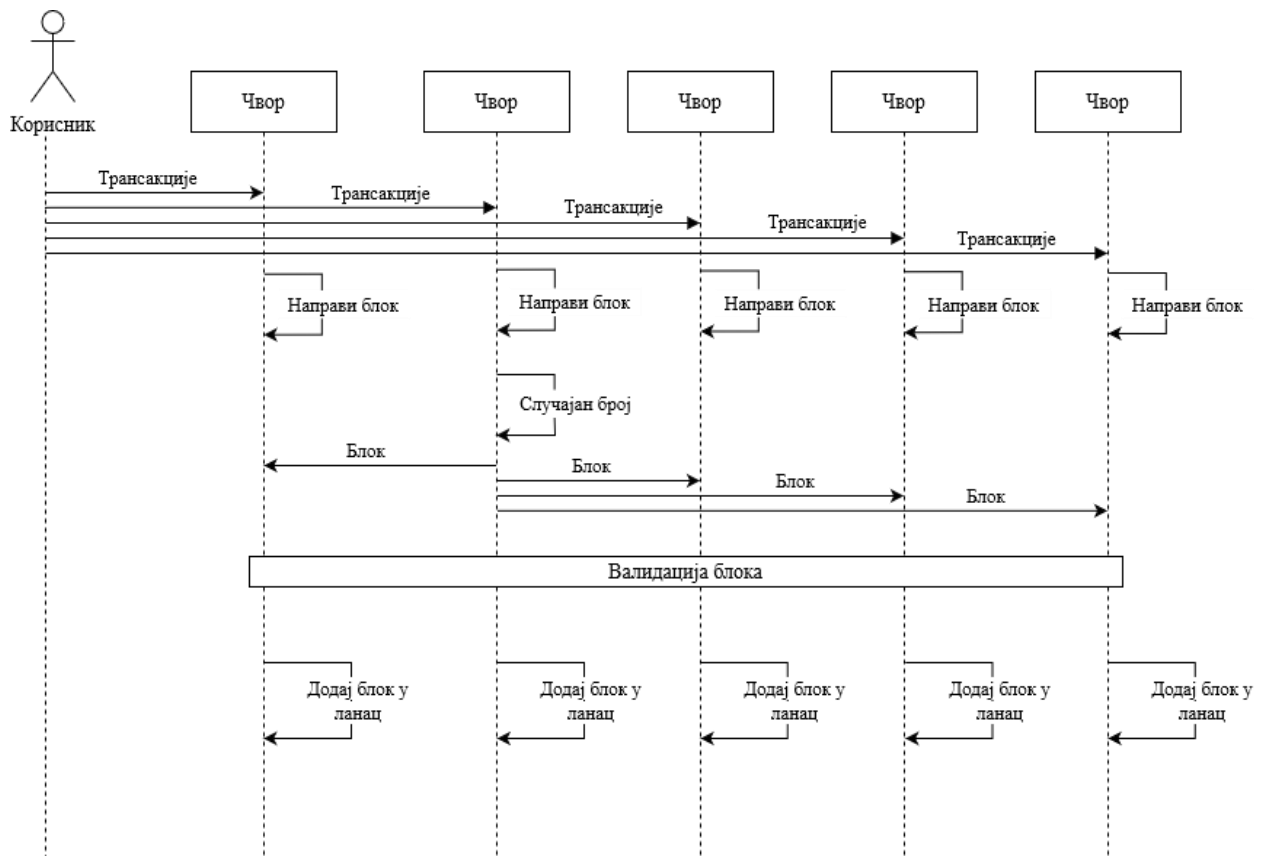 Корисник
Чвор
Чвор
Чвор
Чвор
Чвор
Трансакције
Трансакције
Трансакције
Трансакције
Трансакције
Направи блок
Направи блок
Направи блок
Направи блок
Направи блок
Случајан број
Блок
Блок
Блок
Блок
Валидација блока
Додај блок у
ланац
Додај блок у
ланац
Додај блок у
ланац
Додај блок у
ланац
Додај блок у
ланац